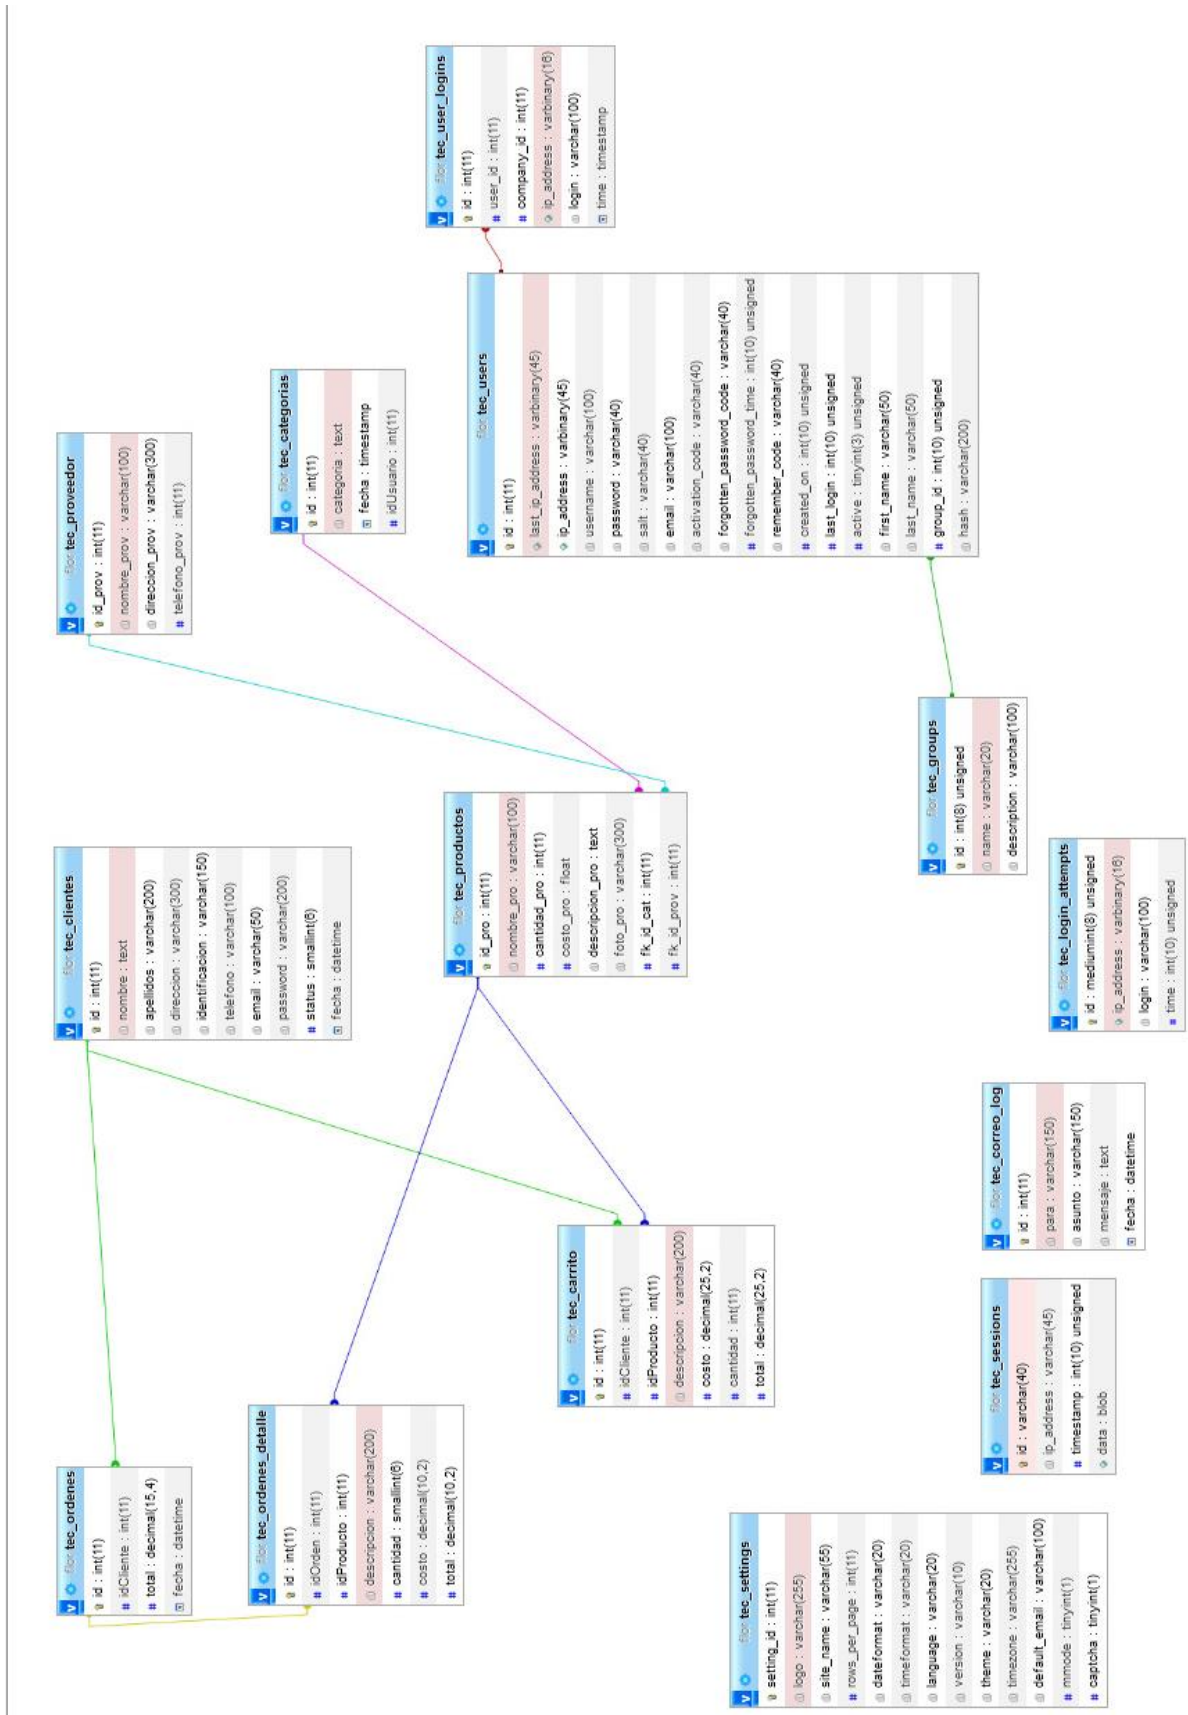 flor tec_ordenes
id : int(11)
idCliente : int(11)
total : decimal(15,4)
fecha : datetime
flor tec_ordenes_detalle
id : int(11)
idOrden : int(11)
idProducto : int(11)
descripcion : varchar(200)
cantidad : smallint(6)
costo : decimal(10,2)
total : decimal(10,2)
flor tec_settings
setting_id : int(11)
logo : varchar(255)
site_name : varchar(55)
rows_per_page : int(11)
dateformat : varchar(20)
timeformat : varchar(20)
language : varchar(20)
version : varchar(10)
theme : varchar(20)
timezone : varchar(255)
default_email : varchar(100)
mmode : tinyint(1)
captcha : tinyint(1)
flor tec_carrito
id : int(11)
idCliente : int(11)
idProducto : int(11)
descripcion : varchar(200)
costo : decimal(25,2)
cantidad : int(11)
total : decimal(25,2)
flor tec_sessions
id : varchar(40)
ip_address : varchar(45)
timestamp : int(10) unsigned
data : blob
flor tec_correo_log
id : int(11)
para : varchar(150)
asunto : varchar(150)
mensaje : text
fecha : datetime
flor tec_clientes
id : int(11)
nombre : text
apellidos : varchar(200)
direccion : varchar(300)
identificacion : varchar(150)
telefono : varchar(100)
email : varchar(50)
password : varchar(200)
status : smallint(6)
fecha : datetime
flor tec_productos
id_pro : int(11)
nombre_pro : varchar(100)
cantidad_pro : int(11)
costo_pro : float
descripcion_pro : text
foto_pro : varchar(300)
fk_id_cat : int(11)
fk_id_prov : int(11)
flor tec_login_attempts
id : mediumint(8) unsigned
ip_address : varbinary(16)
login : varchar(100)
time : int(10) unsigned
flor tec_groups
id : int(8) unsigned
name : varchar(20)
description : varchar(100)
flor tec_proveedor
id_prov : int(11)
nombre_prov : varchar(100)
direccion_prov : varchar(300)
telefono_prov : int(11)
flor tec_categorias
id : int(11)
categoria : text
fecha : timestamp
idUsuario : int(11)
flor tec_users
id : int(11)
last_ip_address : varbinary(45)
ip_address : varbinary(45)
username : varchar(100)
password : varchar(40)
salt : varchar(40)
email : varchar(100)
activation_code : varchar(40)
forgotten_password_code : varchar(40)
forgotten_password_time : int(10) unsigned
remember_code : varchar(40)
created_on : int(10) unsigned
last_login : int(10) unsigned
active : tinyint(3) unsigned
first_name : varchar(50)
last_name : varchar(50)
group_id : int(10) unsigned
hash : varchar(200)
flor tec_user_logins
id : int(11)
user_id : int(11)
company_id : int(11)
ip_address : varbinary(16)
login : varchar(100)
time : timestamp